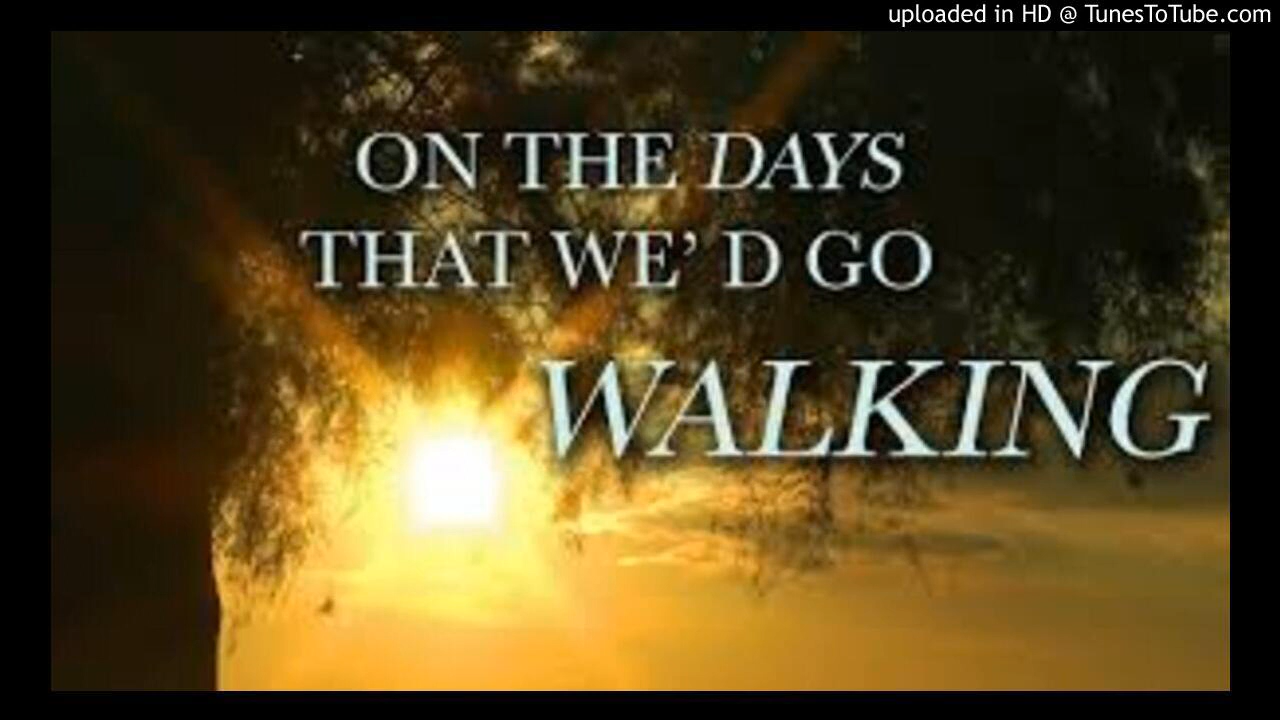 uploaded in HD @ TunesToTube.com
ON THE DAYS
THAT WE’ D GO
WALKING